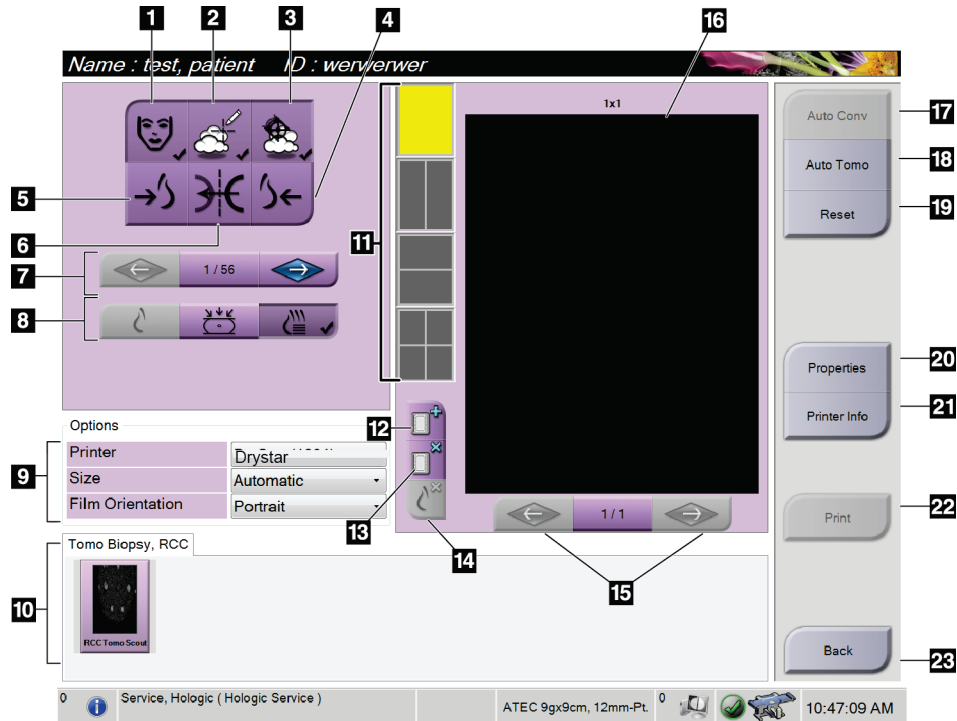 1 2 3 4 16
Name : test, patient ID : werwerwer
1x1
Auto Conv 17
Auto Tomo 18
Reset 19
5
6
11
7 1 / 56
8
Properties 20
Printer Info 21
Options
12
9
Printer Drystar
Size Automatic
Film Orientation Portrait
13
1 / 1
Print 22
14
15
Tomo Biopsy, RCC
10
RCC Tomo Scout
Back 23
0 Service, Hologic ( Hologic Service ) ATEC 9gx9cm, 12mm-Pt. 0 10:47:09 AM